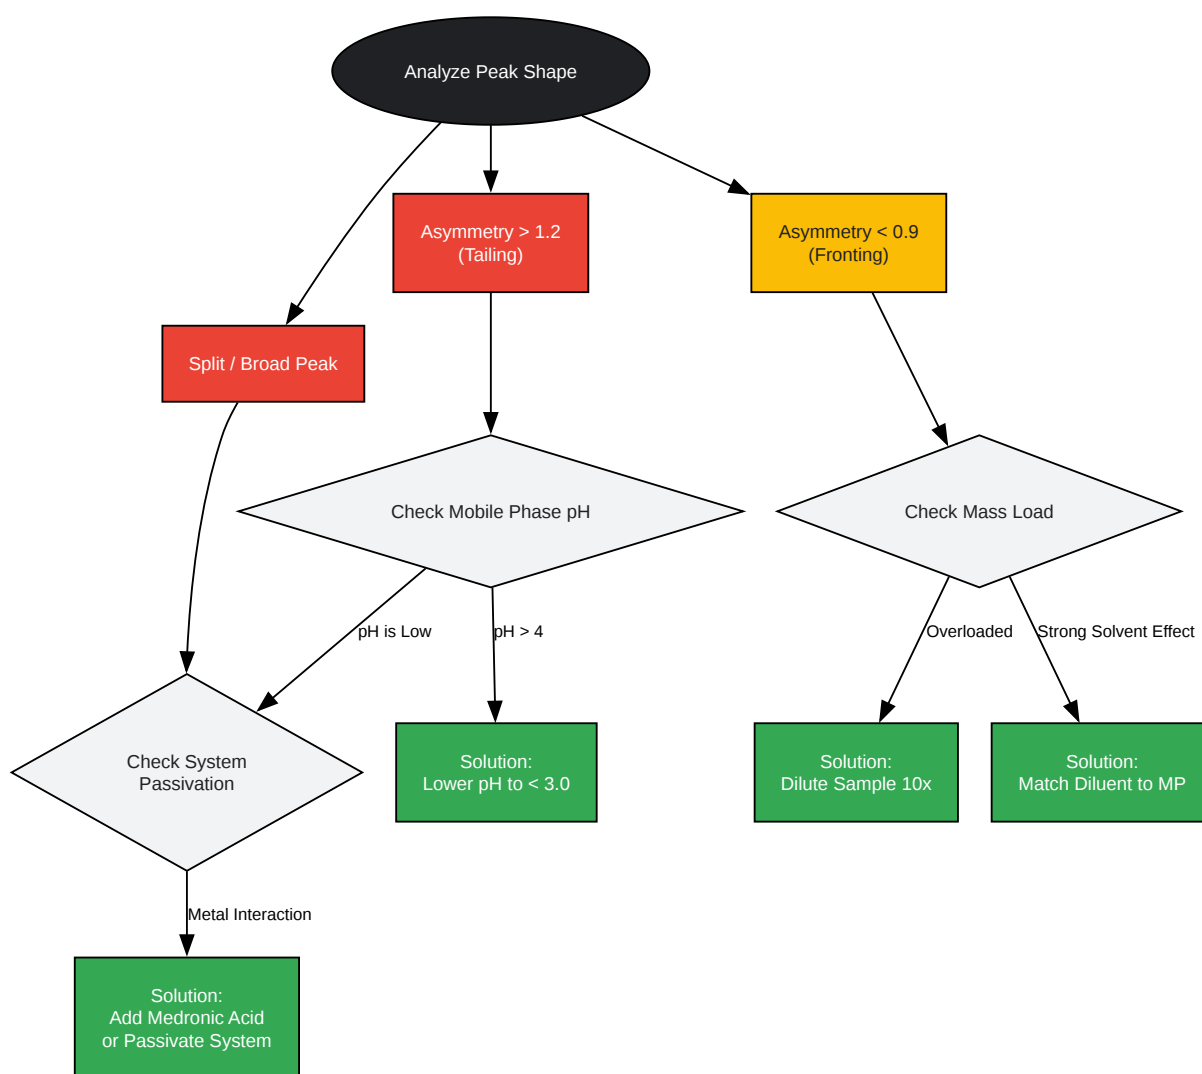 Analyze Peak Shape
Asymmetry > 1.2
(Tailing)
Asymmetry < 0.9
(Fronting)
Split / Broad Peak
Check Mobile Phase pH
Check Mass Load
pH is Low
pH > 4
Overloaded
Strong Solvent Effect
Check System
Passivation
Solution:
Lower pH to < 3.0
Solution:
Dilute Sample 10x
Solution:
Match Diluent to MP
Metal Interaction
Solution:
Add Medronic Acid
or Passivate System